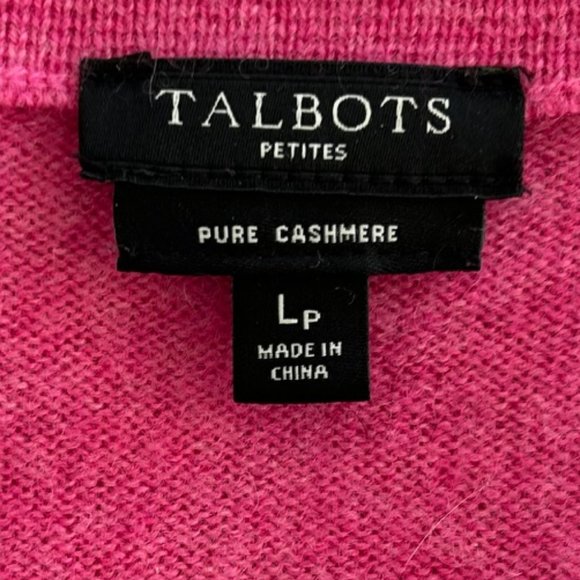 TALBOTS
PETITES
PURE CASHMERE
LP
MADE IN
CHINA